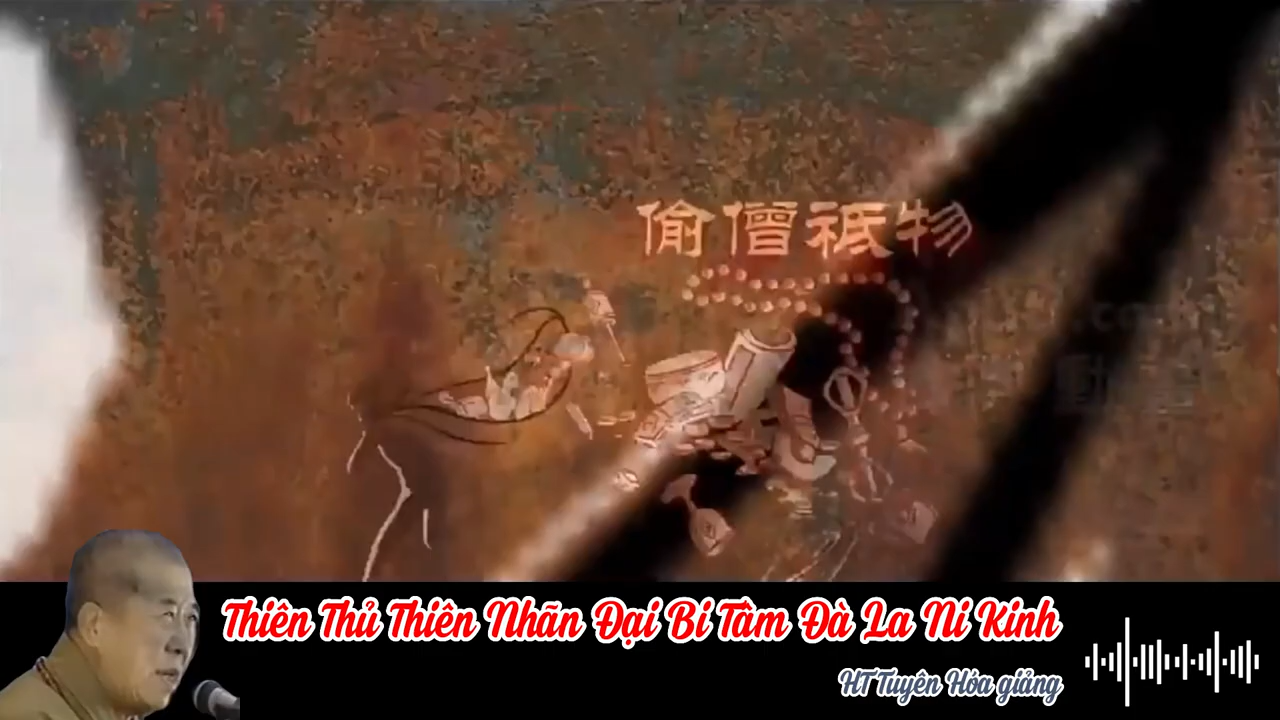 偷僧祇物
Thiên Thủ Thiên Nhãn Đại Bi Tâm Đà La Ni Kinh
HT Tuyên Hóa giảng